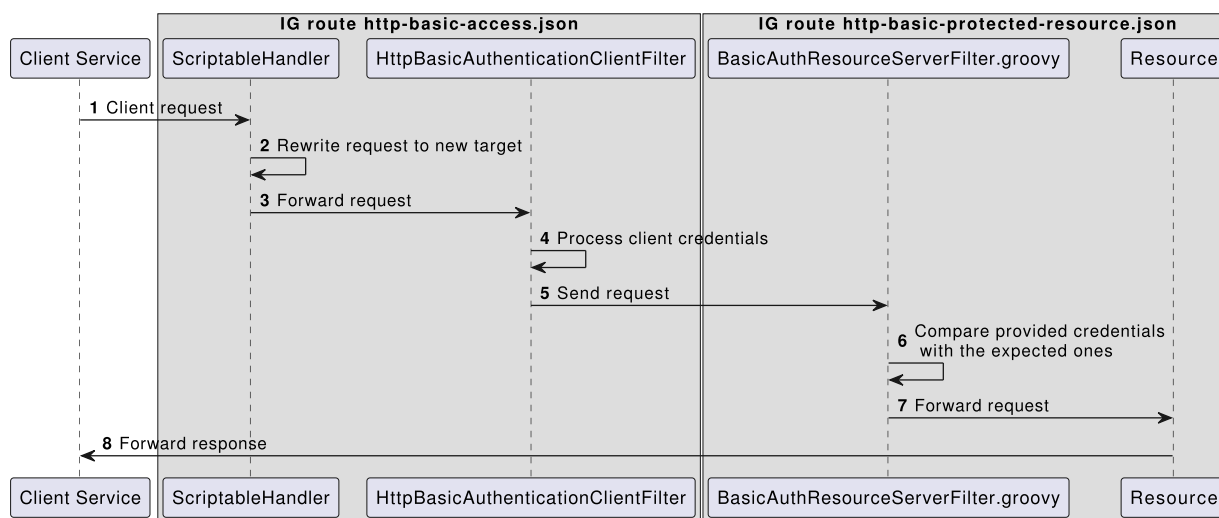 IG route http-basic-access.json
IG route http-basic-protected-resource.json
Client Service
ScriptableHandler
HttpBasicAuthenticationClientFilter
BasicAuthResourceServerFilter.groovy
Resource
1 Client request
2 Rewrite request to new target
3 Forward request
4 Process client credentials
5 Send request
6 Compare provided credentials
with the expected ones
7 Forward request
8 Forward response
Client Service
ScriptableHandler
HttpBasicAuthenticationClientFilter
BasicAuthResourceServerFilter.groovy
Resource